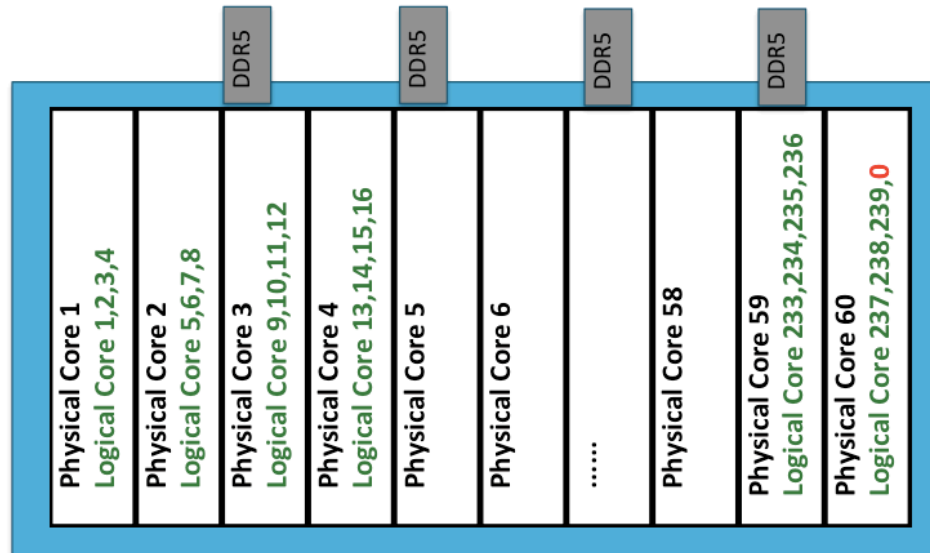 DDR5
DDR5
DDR5
DDR5
Physical Core 1
Logical Core 1,2,3,4
Physical Core 2
Logical Core 5,6,7,8
Physical Core 3
Logical Core 9,10,11,12
Physical Core 4
Logical Core 13,14,15,16
Physical Core 5
Physical Core 6
......
Physical Core 58
Physical Core 59
Logical Core 233,234,235,236
Physical Core 60
Logical Core 237,238,239,0